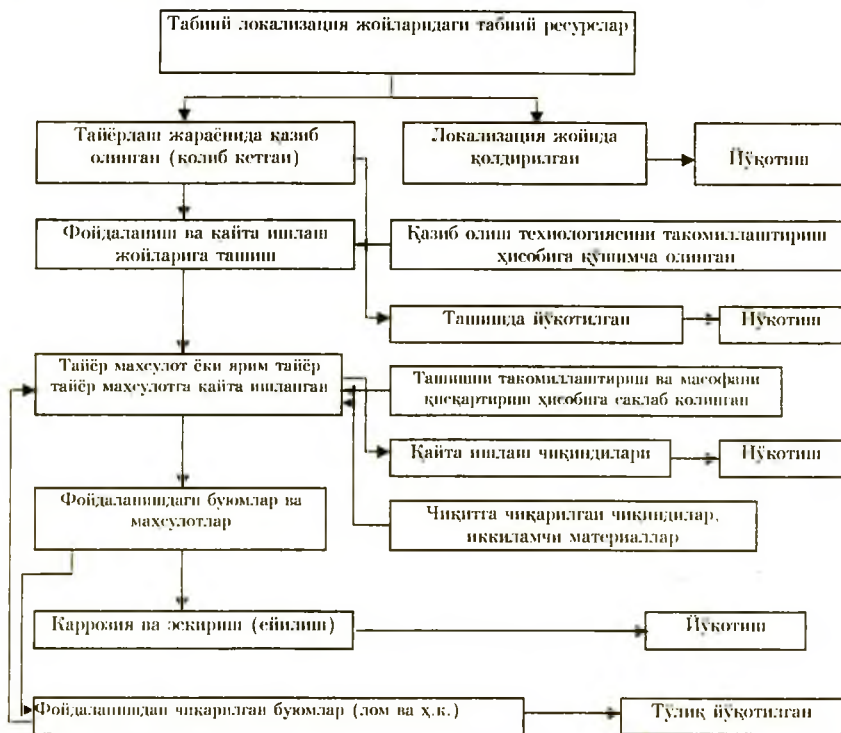 Табиий локализация жойларидаги табиий ресурслар
Тайёрлаш жараёнида қазиб
олинган (қолиб кетган)
Локализация жойида
қолдирилган
Йўқотиш
Фойдаланиш ва қайта ишлаш
жойларига ташиш
Қазиб олиш технологиясини такомиллаштириш
ҳисобига қўшимча олинган
Ташишда йўқотилган
Йўқотиш
Тайёр маҳсулот ёки ярим тайёр
тайёр маҳсулотга қайта ишланган
Ташишни такомиллаштириш ва масофани
қисқартириш ҳисобига сақлаб қолинган
Қайта ишлаш чиқиндилари
Йўқотиш
Фойдаланишдаги буюмлар ва
маҳсулотлар
Чиқитга чиқарилган чиқиндилар,
иккиламчи материаллар
Каррозия ва эскириш (ейилиш)
Йўқотиш
Фойдаланишдан чиқарилган буюмлар (лом ва ҳ.к.)
Тўлиқ йўқотилган